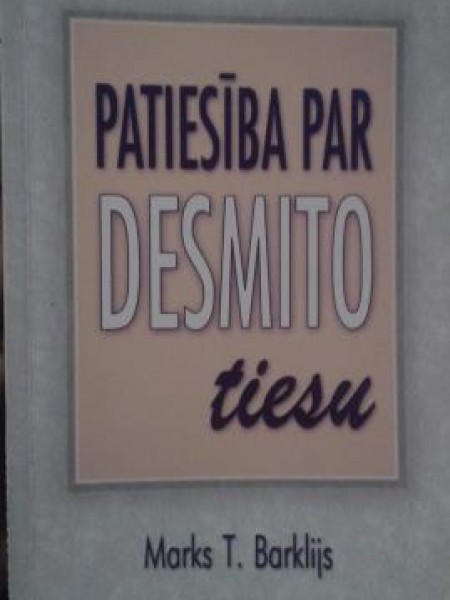 PATIESĪBA PAR
DESMITO
tiesu
Marks T. Barklijs